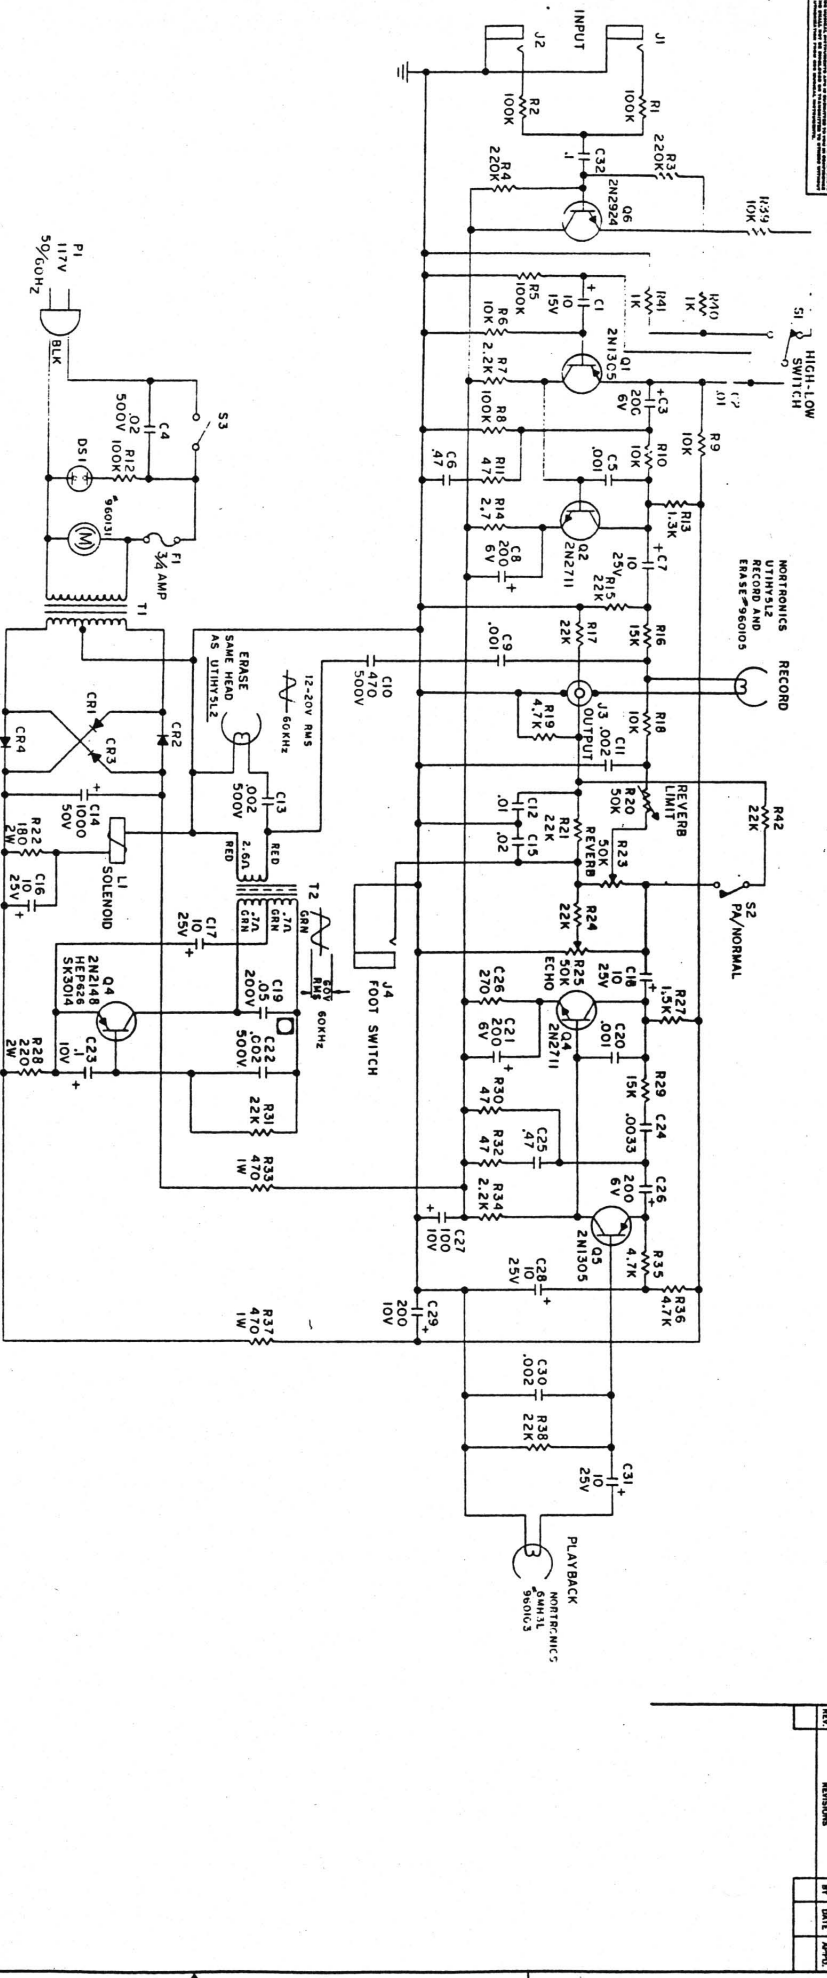 INPUT
J1
J2
R1
100K
R2
100K
C32
.1
R3
220K
R4
220K
Q6
2N2924
R39
10K
S1
HIGH-LOW
SWITCH
R40
1K
R41
1K
C1
10
15V
R5
100K
R6
10K
Q1
2N1305
R7
2.2K
C2
.01
+C3
200
6V
R8
100K
R9
10K
R10
10K
R11
47
C6
.47
C5
.001
R13
1.3K
R14
2.7
Q2
2N2711
C8
200
6V
C7
10
25V
R15
22K
NORTRONICS
UTIHY5L2
RECORD AND
ERASE #960105
RECORD
R16
15K
R17
22K
C9
.001
J3
OUTPUT
R19
4.7K
R18
10K
C11
.002
R20
50K
REVERB
LIMIT
R42
22K
R21
22K
C12
.01
C15
.02
REVERB
R23
50K
S2
PA/NORMAL
R24
22K
R25
50K
ECHO
C18
10
25V
R27
1.5K
C26
270
Q4
2N2711
C21
200
6V
C20
.001
R29
15K
C24
.0033
R30
47
R32
47
C25
.47
C26
200
6V
R34
2.2K
Q5
2N1305
R35
4.7K
R36
4.7K
C27
100
10V
C28
10
25V
C29
200
10V
C30
.002
R38
22K
C31
10
25V
PLAYBACK
NORTRONICS
6MH3L
#960103
P1
117V
50/60HZ
BLK
S3
C4
.02
500V
R12
100K
DS1
#960131
(M)
F1
3/4 AMP
T1
CR1
CR2
CR3
CR4
C14
1000
50V
R22
180
2W
C16
10
25V
L1
SOLENOID
ERASE
SAME HEAD
AS UTIHY5L2
12-20V RMS
60KHz
C10
470
500V
C13
.002
500V
RED
2.6Ω
RED
T2
GRN
.7Ω
GRN
.7Ω
GRN
60V
RMS
60KHz
J4
FOOT SWITCH
C17
10
25V
Q4
2N2148
HEP626
SK3014
C19
.05
200V
C22
.002
500V
C23
.1
10V
R28
220
2W
R31
22K
R33
470
1W
R37
470
1W
REV.
REVISIONS
BY
DATE
APP'D.